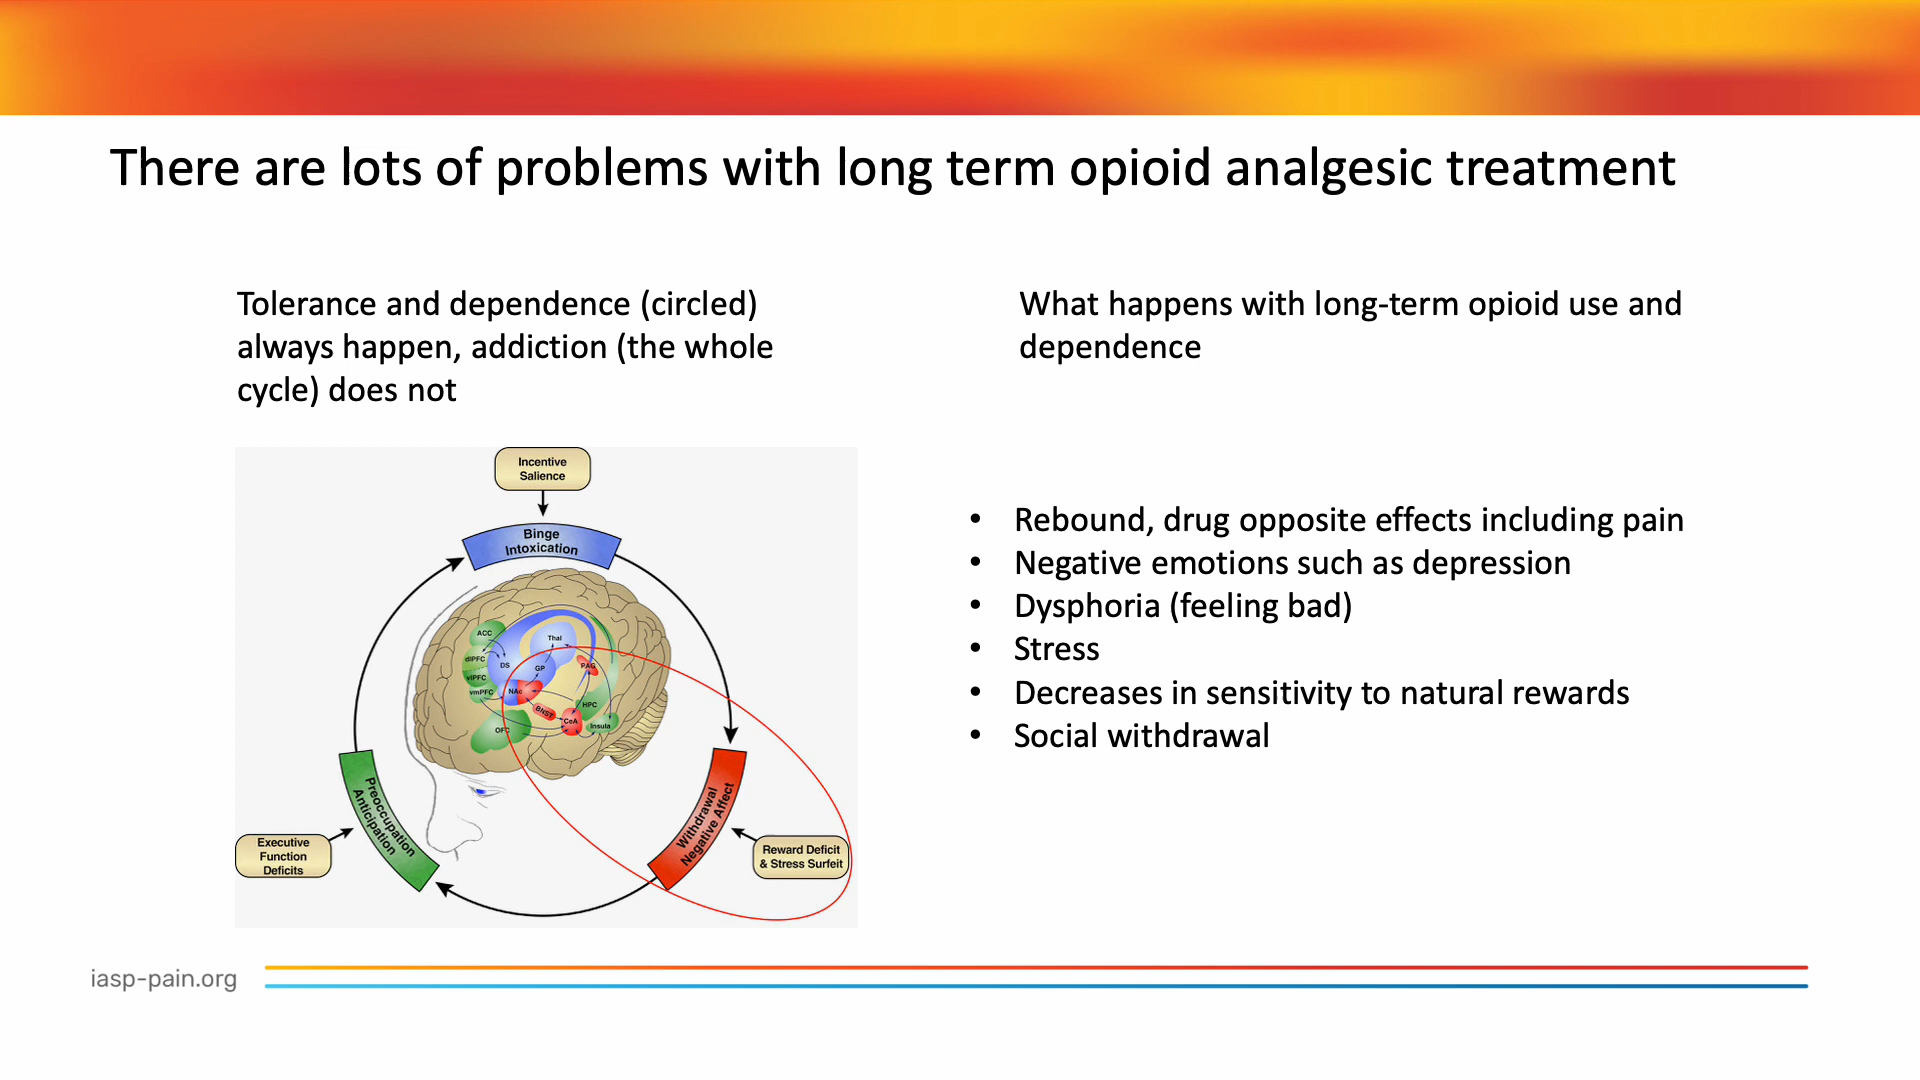 There are lots of problems with long term opioid analgesic treatment
Tolerance and dependence (circled)
always happen, addiction (the whole
cycle) does not
Incentive
Salience
Binge
Intoxication
ACC
dlPFC
vlPFC
vmPFC
DS
Thal
GP
NAc
PAG
BNST
CeA
HPC
Insula
OFC
Preoccupation
Anticipation
Withdrawal
Negative Affect
Executive
Function
Deficits
Reward Deficit
& Stress Surfeit
What happens with long-term opioid use and
dependence
• Rebound, drug opposite effects including pain
• Negative emotions such as depression
• Dysphoria (feeling bad)
• Stress
• Decreases in sensitivity to natural rewards
• Social withdrawal
iasp-pain.org